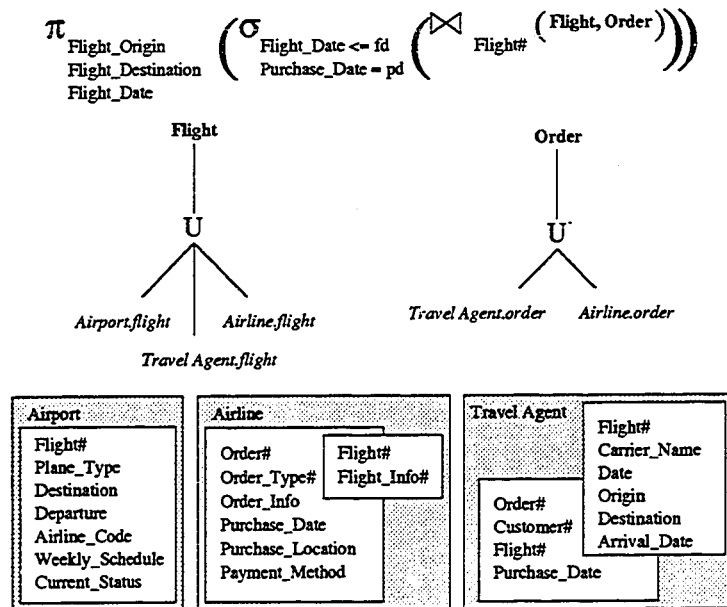 π Flight_Origin
Flight_Destination
Flight_Date
( σ Flight_Date <= fd
Purchase_Date = pd
( ⋈ Flight# (Flight, Order) ) )
Flight
Order
U
U
Airport.flight
Airline.flight
Travel Agent.flight
Travel Agent.order
Airline.order
Airport
Flight#
Plane_Type
Destination
Departure
Airline_Code
Weekly_Schedule
Current_Status
Airline
Order#
Order_Type#
Order_Info
Purchase_Date
Purchase_Location
Payment_Method
Flight#
Flight_Info#
Travel Agent
Order#
Customer#
Flight#
Purchase_Date
Flight#
Carrier_Name
Date
Origin
Destination
Arrival_Date